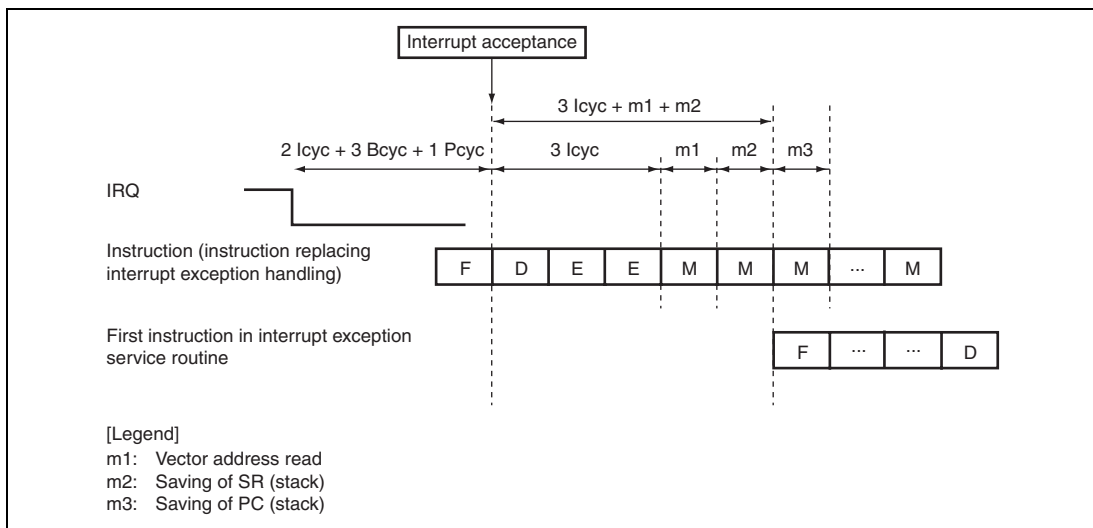 Interrupt acceptance
3 Icyc + m1 + m2
2 Icyc + 3 Bcyc + 1 Pcyc 3 Icyc m1 m2 m3
IRQ
Instruction (instruction replacing
interrupt exception handling)
F D E E M M M ... M
First instruction in interrupt exception
service routine
F ... ... D
[Legend]
m1: Vector address read
m2: Saving of SR (stack)
m3: Saving of PC (stack)